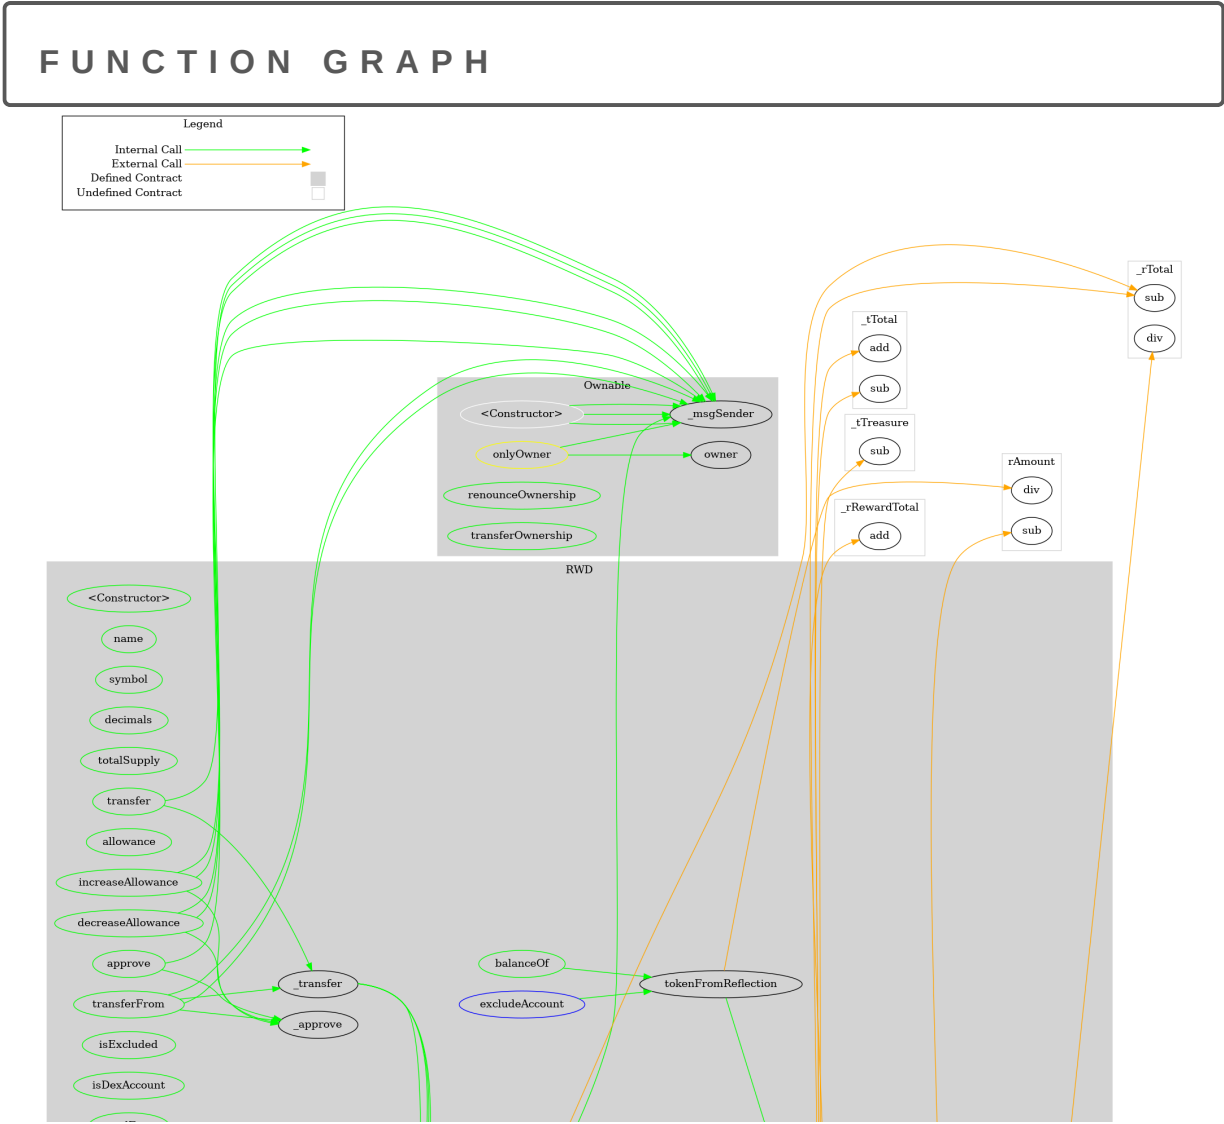 FUNCTION GRAPH
Legend
Internal Call
External Call
Defined Contract
Undefined Contract
_rTotal
sub
div
_tTotal
add
sub
_tTreasure
sub
rAmount
div
sub
_rRewardTotal
add
Ownable
<Constructor>
_msgSender
onlyOwner
owner
renounceOwnership
transferOwnership
RWD
<Constructor>
name
symbol
decimals
totalSupply
transfer
allowance
increaseAllowance
decreaseAllowance
approve
transferFrom
isExcluded
isDexAccount
_transfer
_approve
balanceOf
excludeAccount
tokenFromReflection